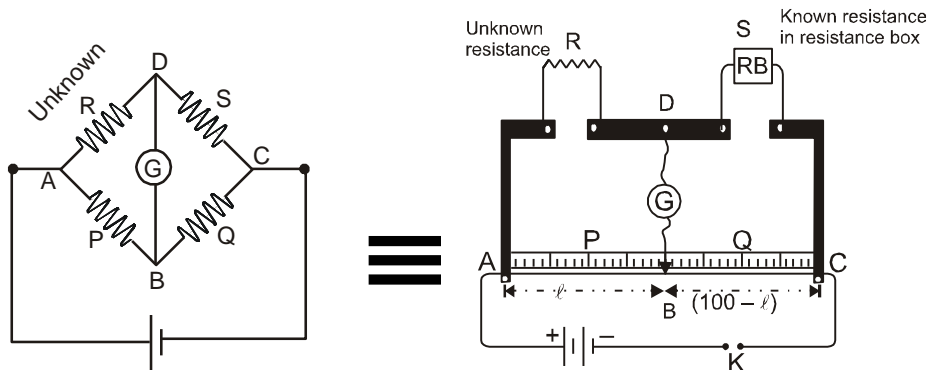 Unknown
R
D
S
A
G
C
P
Q
B
Unknown
resistance
R
S
Known resistance
in resistance box
RB
D
G
P
Q
A
C
ℓ
B
(100 – ℓ)
+
–
K